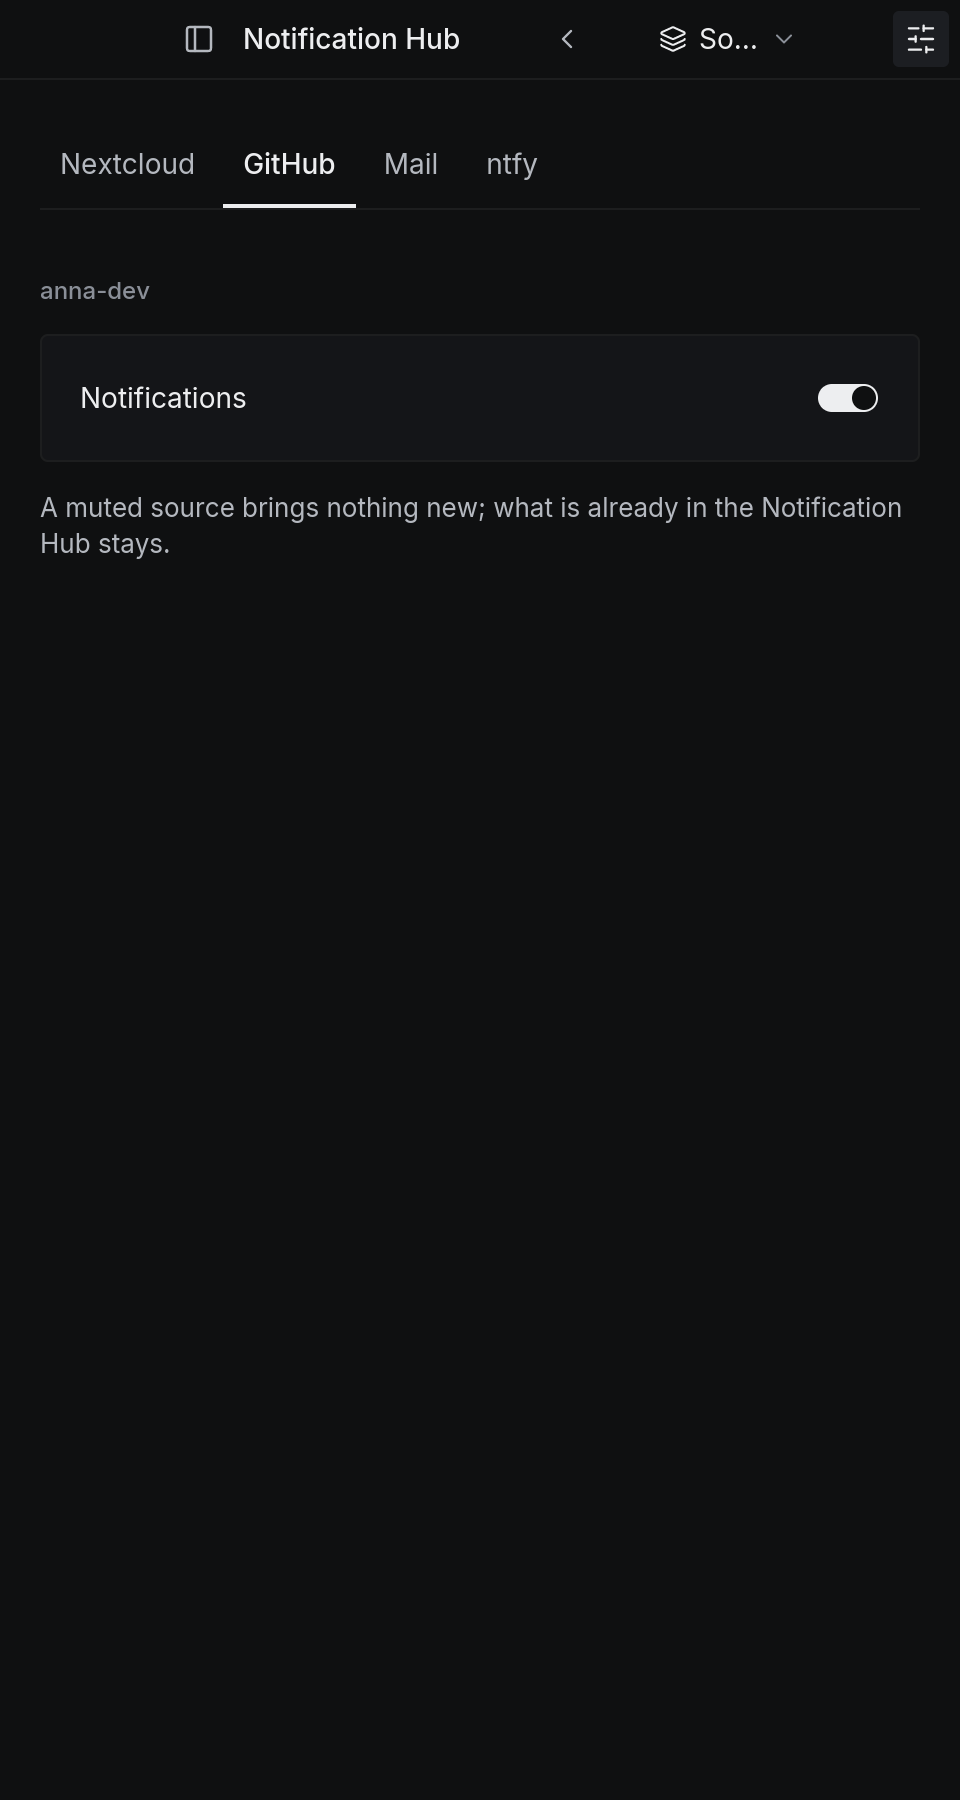 Notification Hub
So...
Nextcloud GitHub Mail ntfy
anna-dev
Notifications
A muted source brings nothing new; what is already in the Notification
Hub stays.